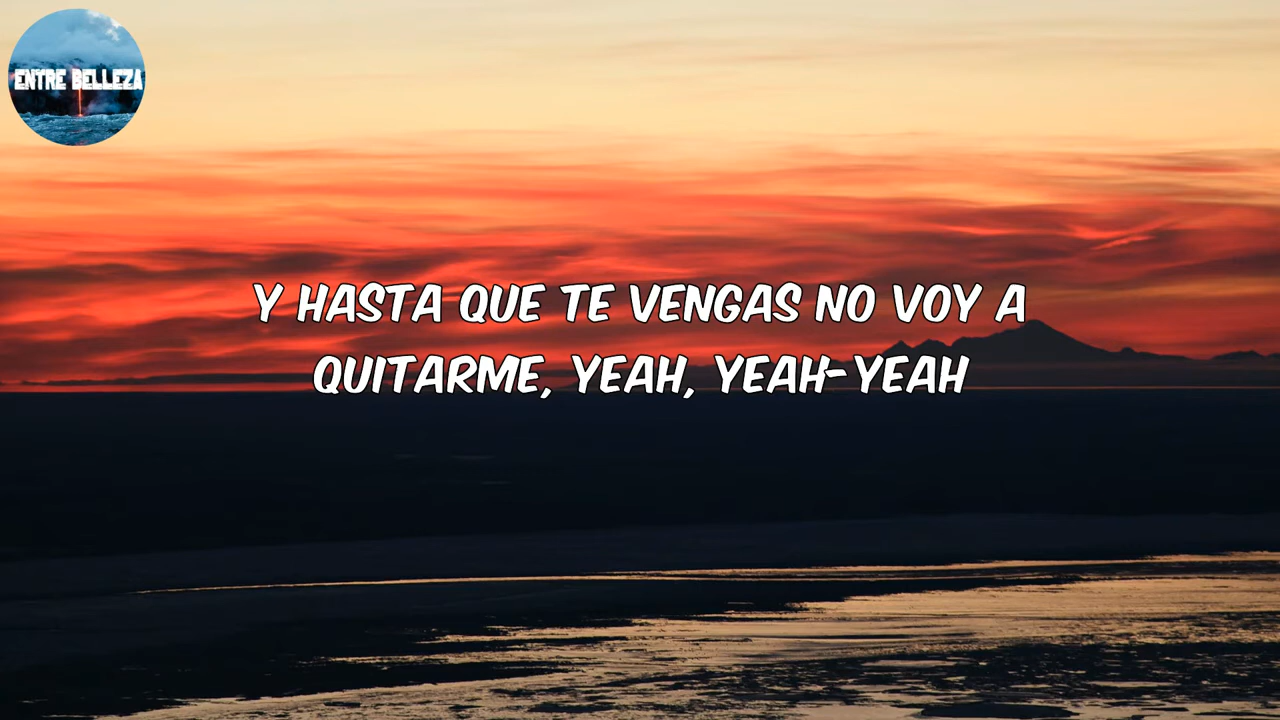 ENTRE BELLEZA
Y HASTA QUE TE VENGAS NO VOY A
QUITARME, YEAH, YEAH-YEAH